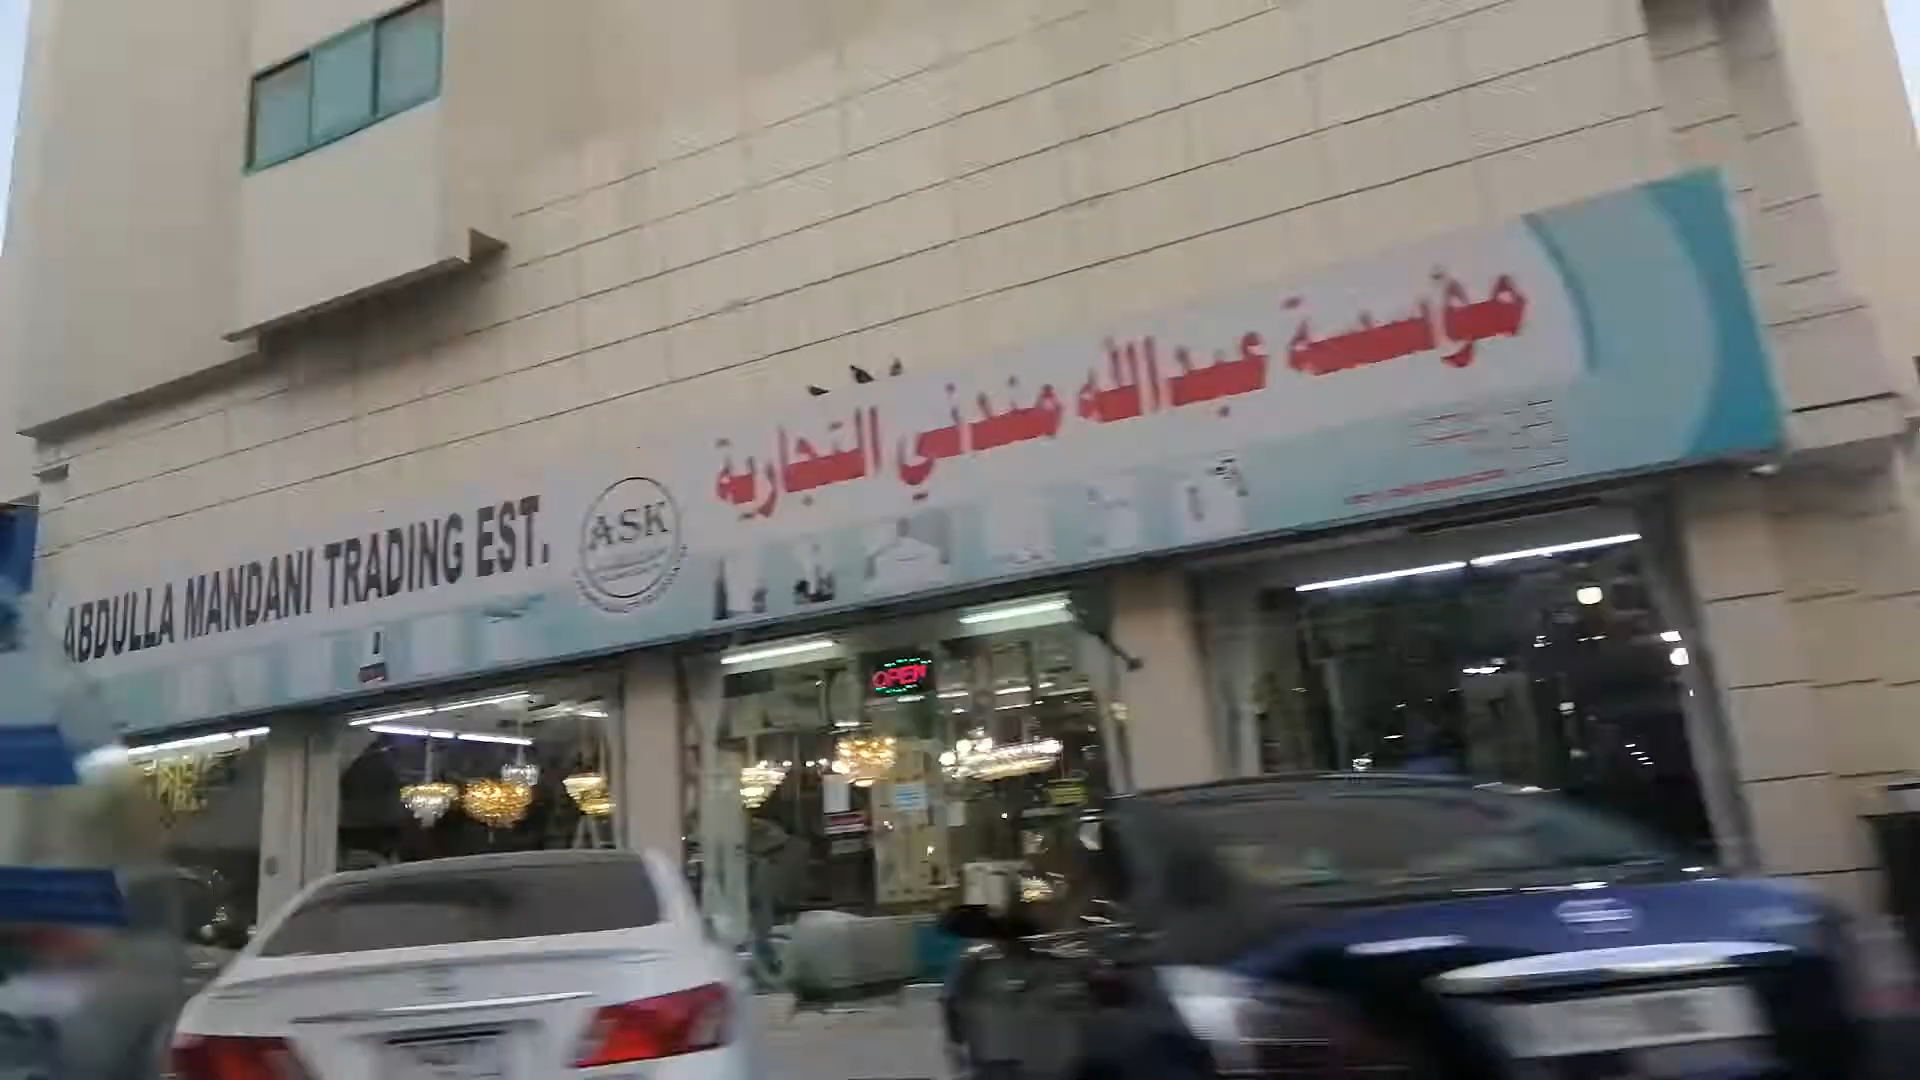 مؤسسة عبدالله مندني التجارية
ABDULLA MANDANI TRADING EST.
ASK
OPEN